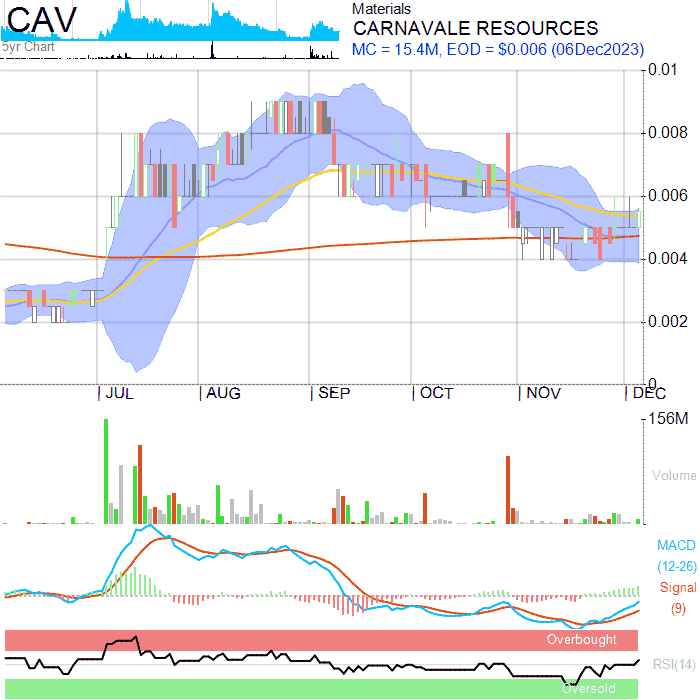 CAV
5yr Chart
Materials
CARNAVALE RESOURCES
MC = 15.4M, EOD = $0.006 (06Dec2023)
0.01
0.008
0.006
0.004
0.002
0
JUL AUG SEP OCT NOV DEC
156M
Volume
MACD
(12-26)
Signal
(9)
Overbought
RSI(14)
Oversold